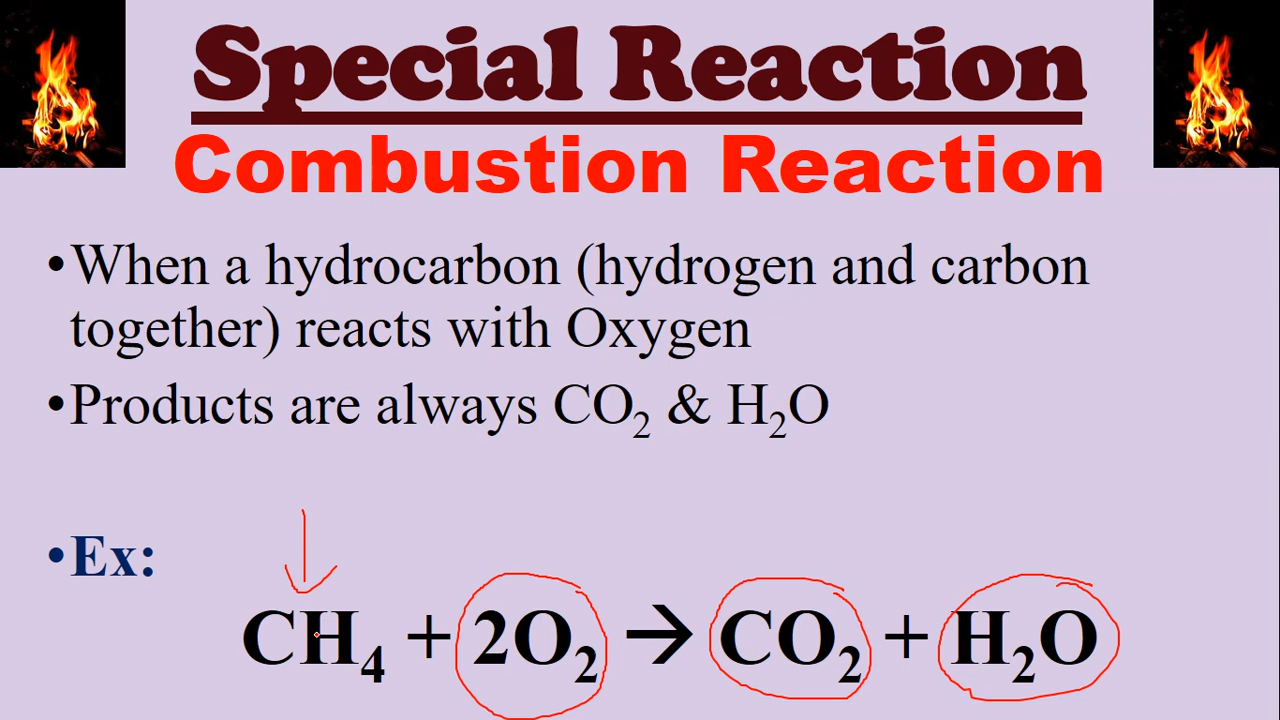 Special Reaction
Combustion Reaction
•When a hydrocarbon (hydrogen and carbon
together) reacts with Oxygen
•Products are always CO₂ & H₂O
•Ex:
CH₄ + 2O₂ → CO₂ + H₂O